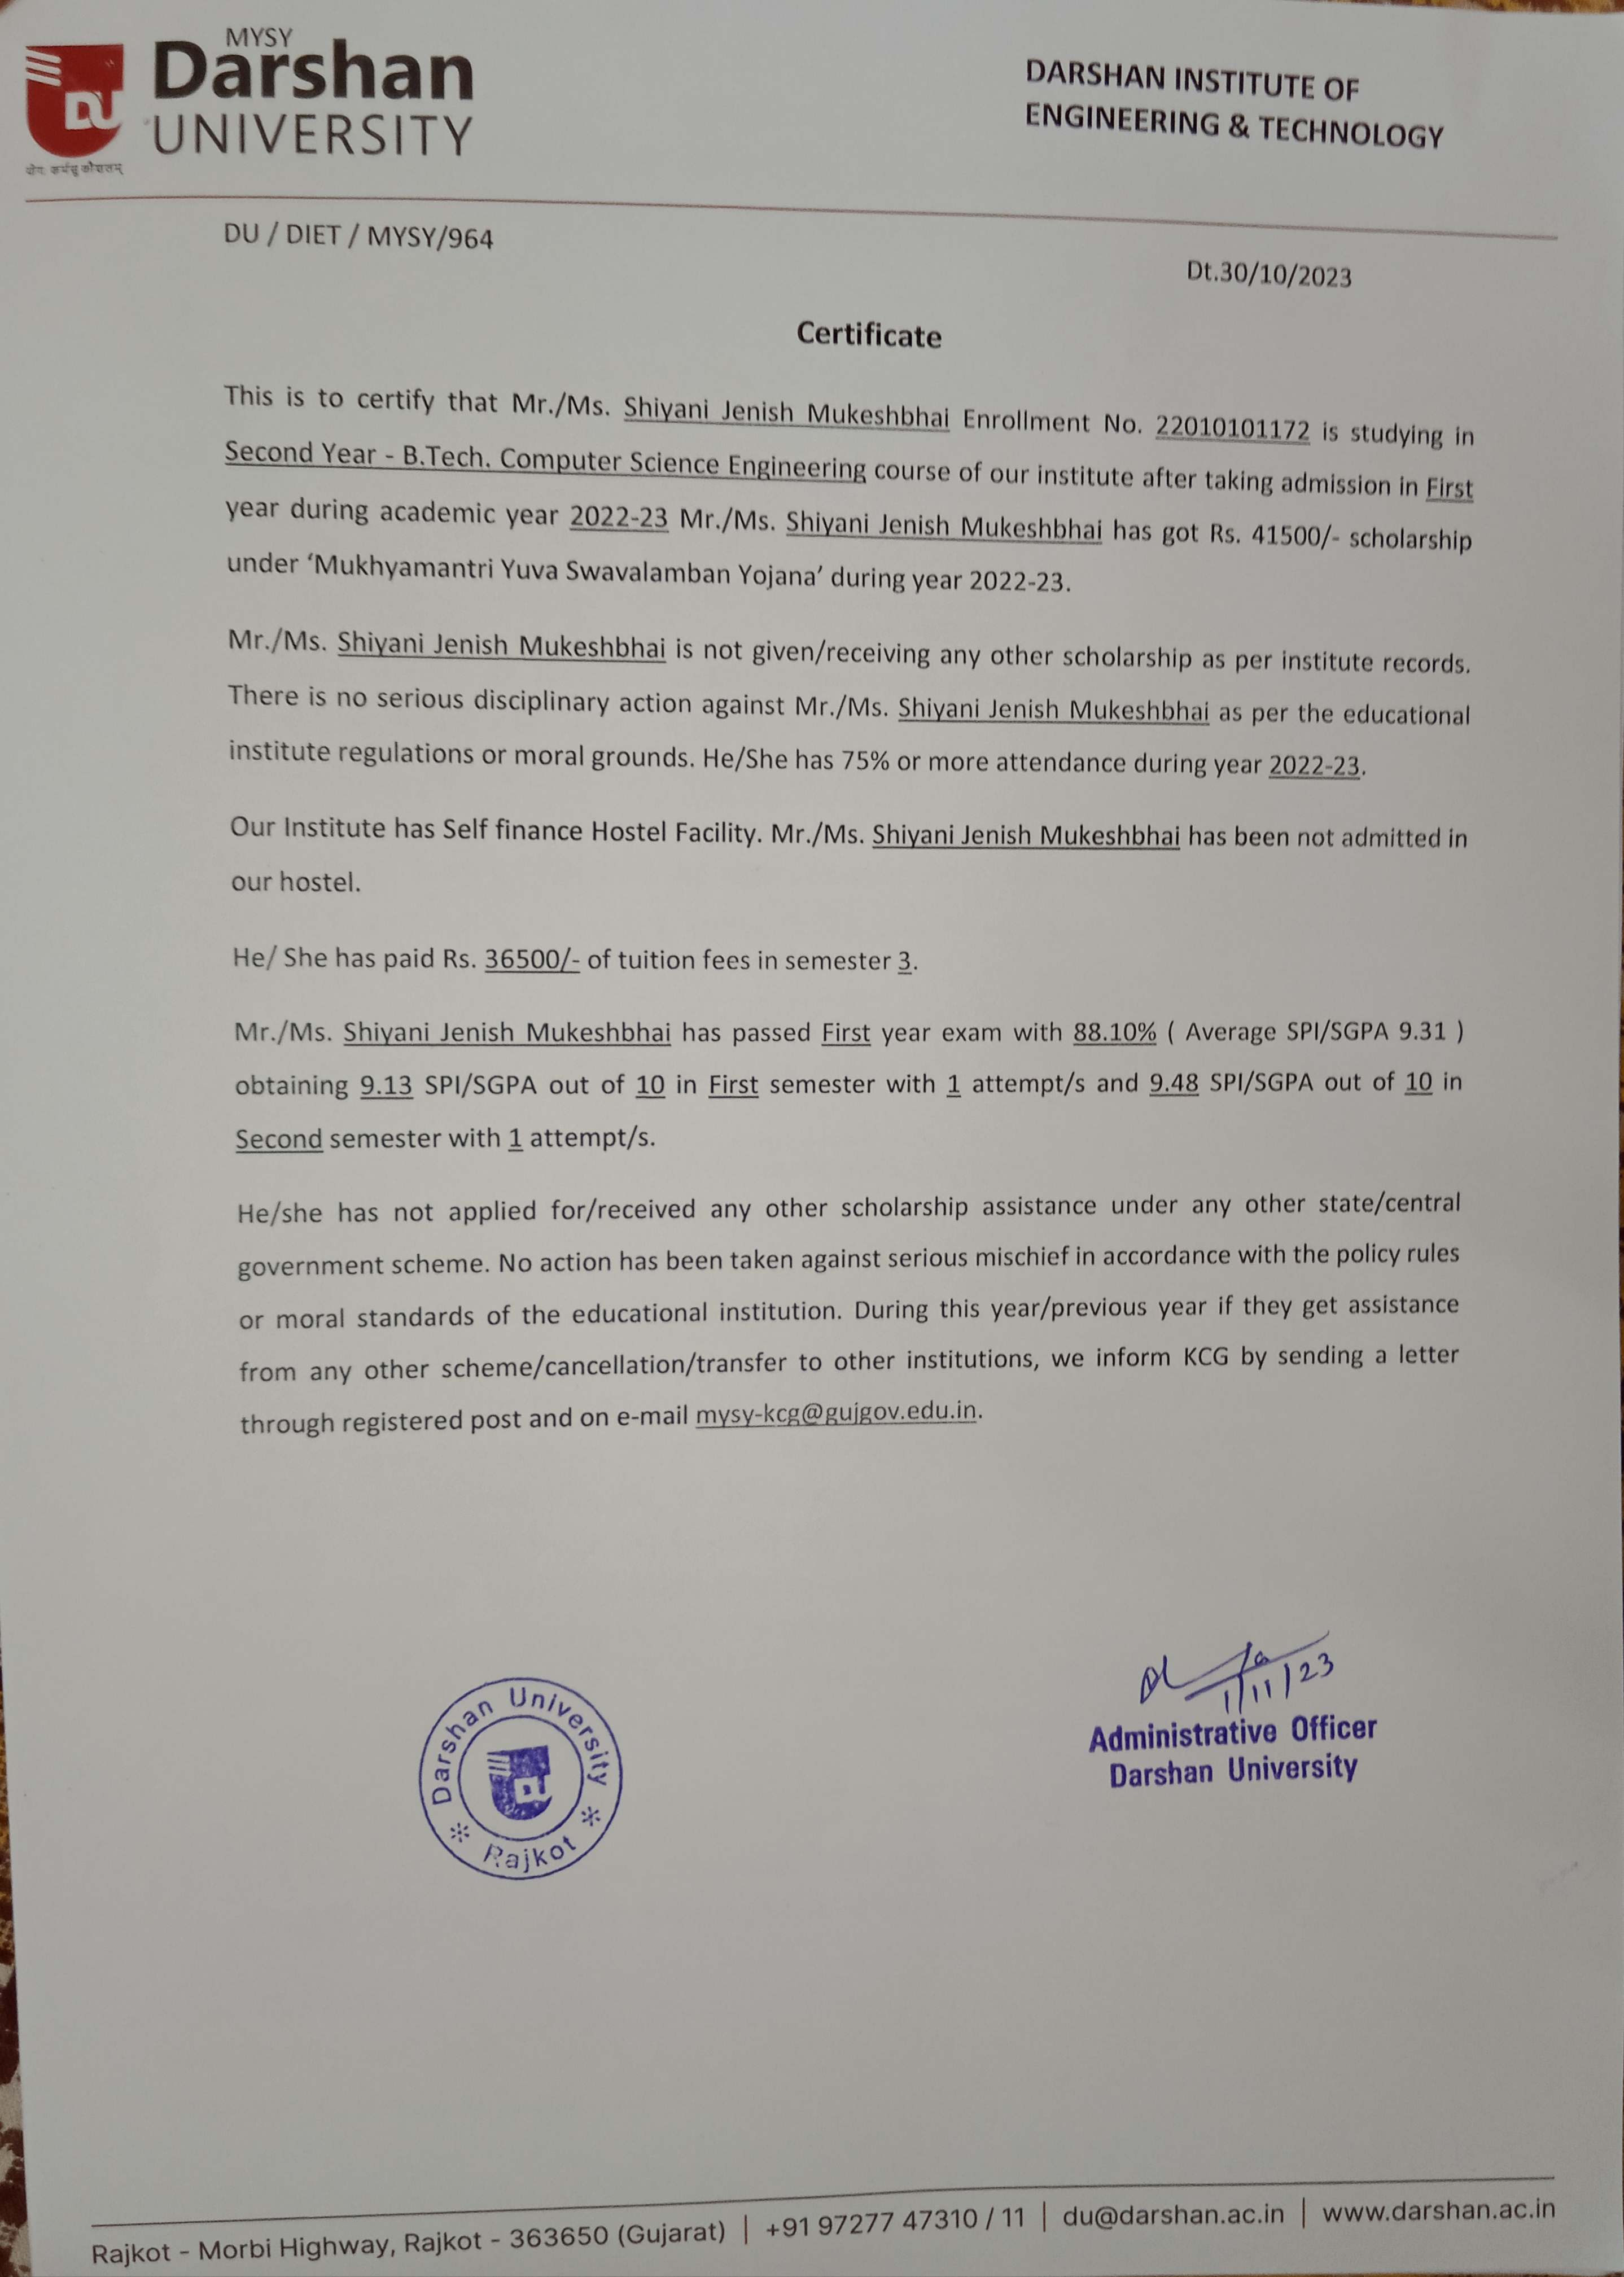 MYSY
Darshan
UNIVERSITY
DU
योगः कर्मसु कौशलम्
DARSHAN INSTITUTE OF
ENGINEERING & TECHNOLOGY
DU / DIET / MYSY/964
Dt.30/10/2023
Certificate
This is to certify that Mr./Ms. Shiyani Jenish Mukeshbhai Enrollment No. 22010101172 is studying in
Second Year - B.Tech. Computer Science Engineering course of our institute after taking admission in First
year during academic year 2022-23 Mr./Ms. Shiyani Jenish Mukeshbhai has got Rs. 41500/- scholarship
under ‘Mukhyamantri Yuva Swavalamban Yojana’ during year 2022-23.
Mr./Ms. Shiyani Jenish Mukeshbhai is not given/receiving any other scholarship as per institute records.
There is no serious disciplinary action against Mr./Ms. Shiyani Jenish Mukeshbhai as per the educational
institute regulations or moral grounds. He/She has 75% or more attendance during year 2022-23.
Our Institute has Self finance Hostel Facility. Mr./Ms. Shiyani Jenish Mukeshbhai has been not admitted in
our hostel.
He/ She has paid Rs. 36500/- of tuition fees in semester 3.
Mr./Ms. Shiyani Jenish Mukeshbhai has passed First year exam with 88.10% ( Average SPI/SGPA 9.31 )
obtaining 9.13 SPI/SGPA out of 10 in First semester with 1 attempt/s and 9.48 SPI/SGPA out of 10 in
Second semester with 1 attempt/s.
He/she has not applied for/received any other scholarship assistance under any other state/central
government scheme. No action has been taken against serious mischief in accordance with the policy rules
or moral standards of the educational institution. During this year/previous year if they get assistance
from any other scheme/cancellation/transfer to other institutions, we inform KCG by sending a letter
through registered post and on e-mail mysy-kcg@gujgov.edu.in.
1/11/23
Administrative Officer
Darshan University
Darshan University
DU
* Rajkot *
Rajkot - Morbi Highway, Rajkot - 363650 (Gujarat) | +91 97277 47310 / 11 | du@darshan.ac.in | www.darshan.ac.in